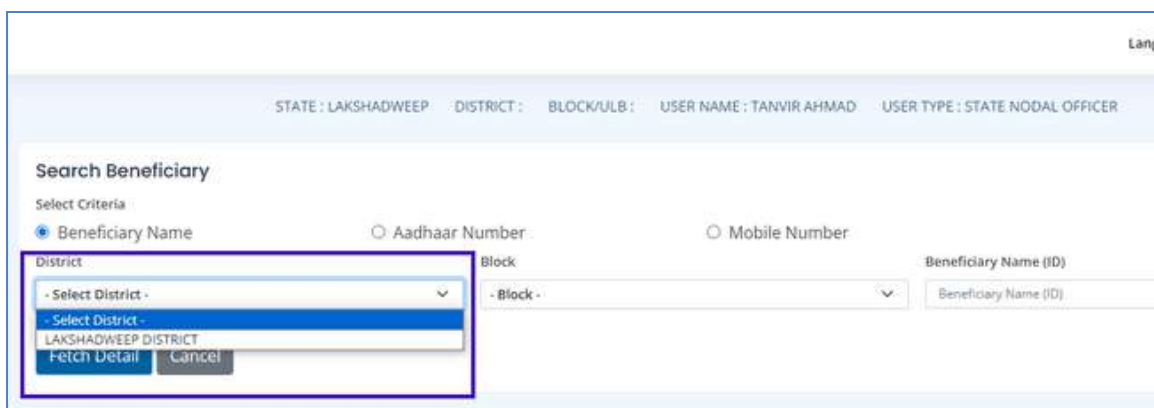 Lang
STATE : LAKSHADWEEP DISTRICT : BLOCK/ULB : USER NAME : TANVIR AHMAD USER TYPE : STATE NODAL OFFICER
Search Beneficiary
Select Criteria
Beneficiary Name Aadhaar Number Mobile Number
District Block Beneficiary Name (ID)
- Select District - - Block - Beneficiary Name (ID)
- Select District -
LAKSHADWEEP DISTRICT
Fetch Detail Cancel